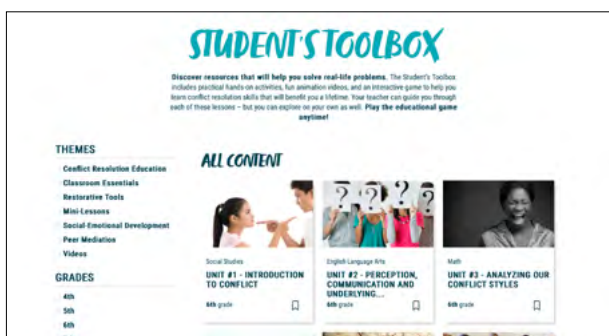 STUDENT'S TOOLBOX
Discover resources that will help you solve real-life problems. The Student's Toolbox
includes practical hands-on activities, fun animation videos, and an interactive game to help you
learn conflict resolution skills that will benefit you a lifetime. Your teacher can guide you through
each of these lessons – but you can explore on your own as well. Play the educational game
anytime!
THEMES
Conflict Resolution Education
Classroom Essentials
Restorative Tools
Mini-Lessons
Social-Emotional Development
Peer Mediation
Videos
GRADES
4th
5th
6th
ALL CONTENT
Social Studies
UNIT #1 - INTRODUCTION
TO CONFLICT
6th grade
? ? ? ?
English-Language Arts
UNIT #2 - PERCEPTION,
COMMUNICATION AND
UNDERLYING...
6th grade
Math
UNIT #3 - ANALYZING OUR
CONFLICT STYLES
6th grade